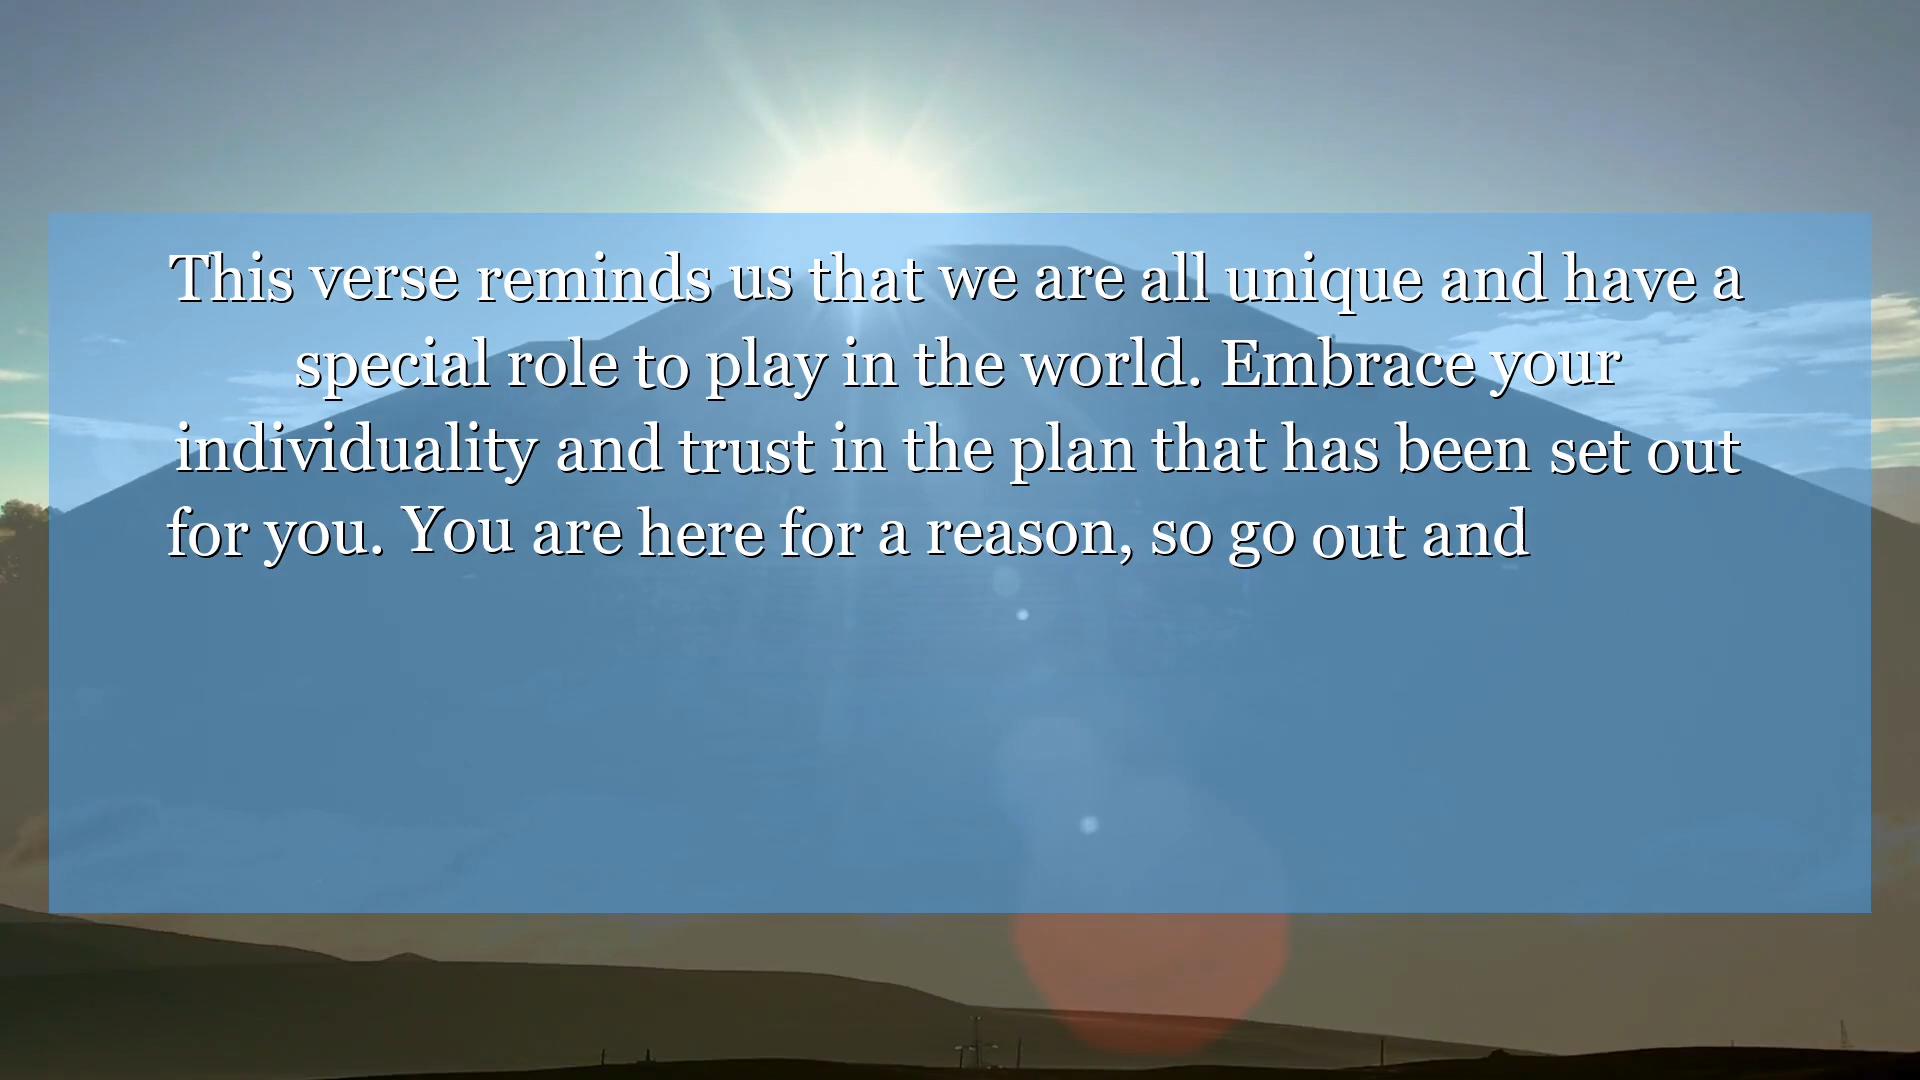 This verse reminds us that we are all unique and have a
special role to play in the world. Embrace your
individuality and trust in the plan that has been set out
for you. You are here for a reason, so go out and